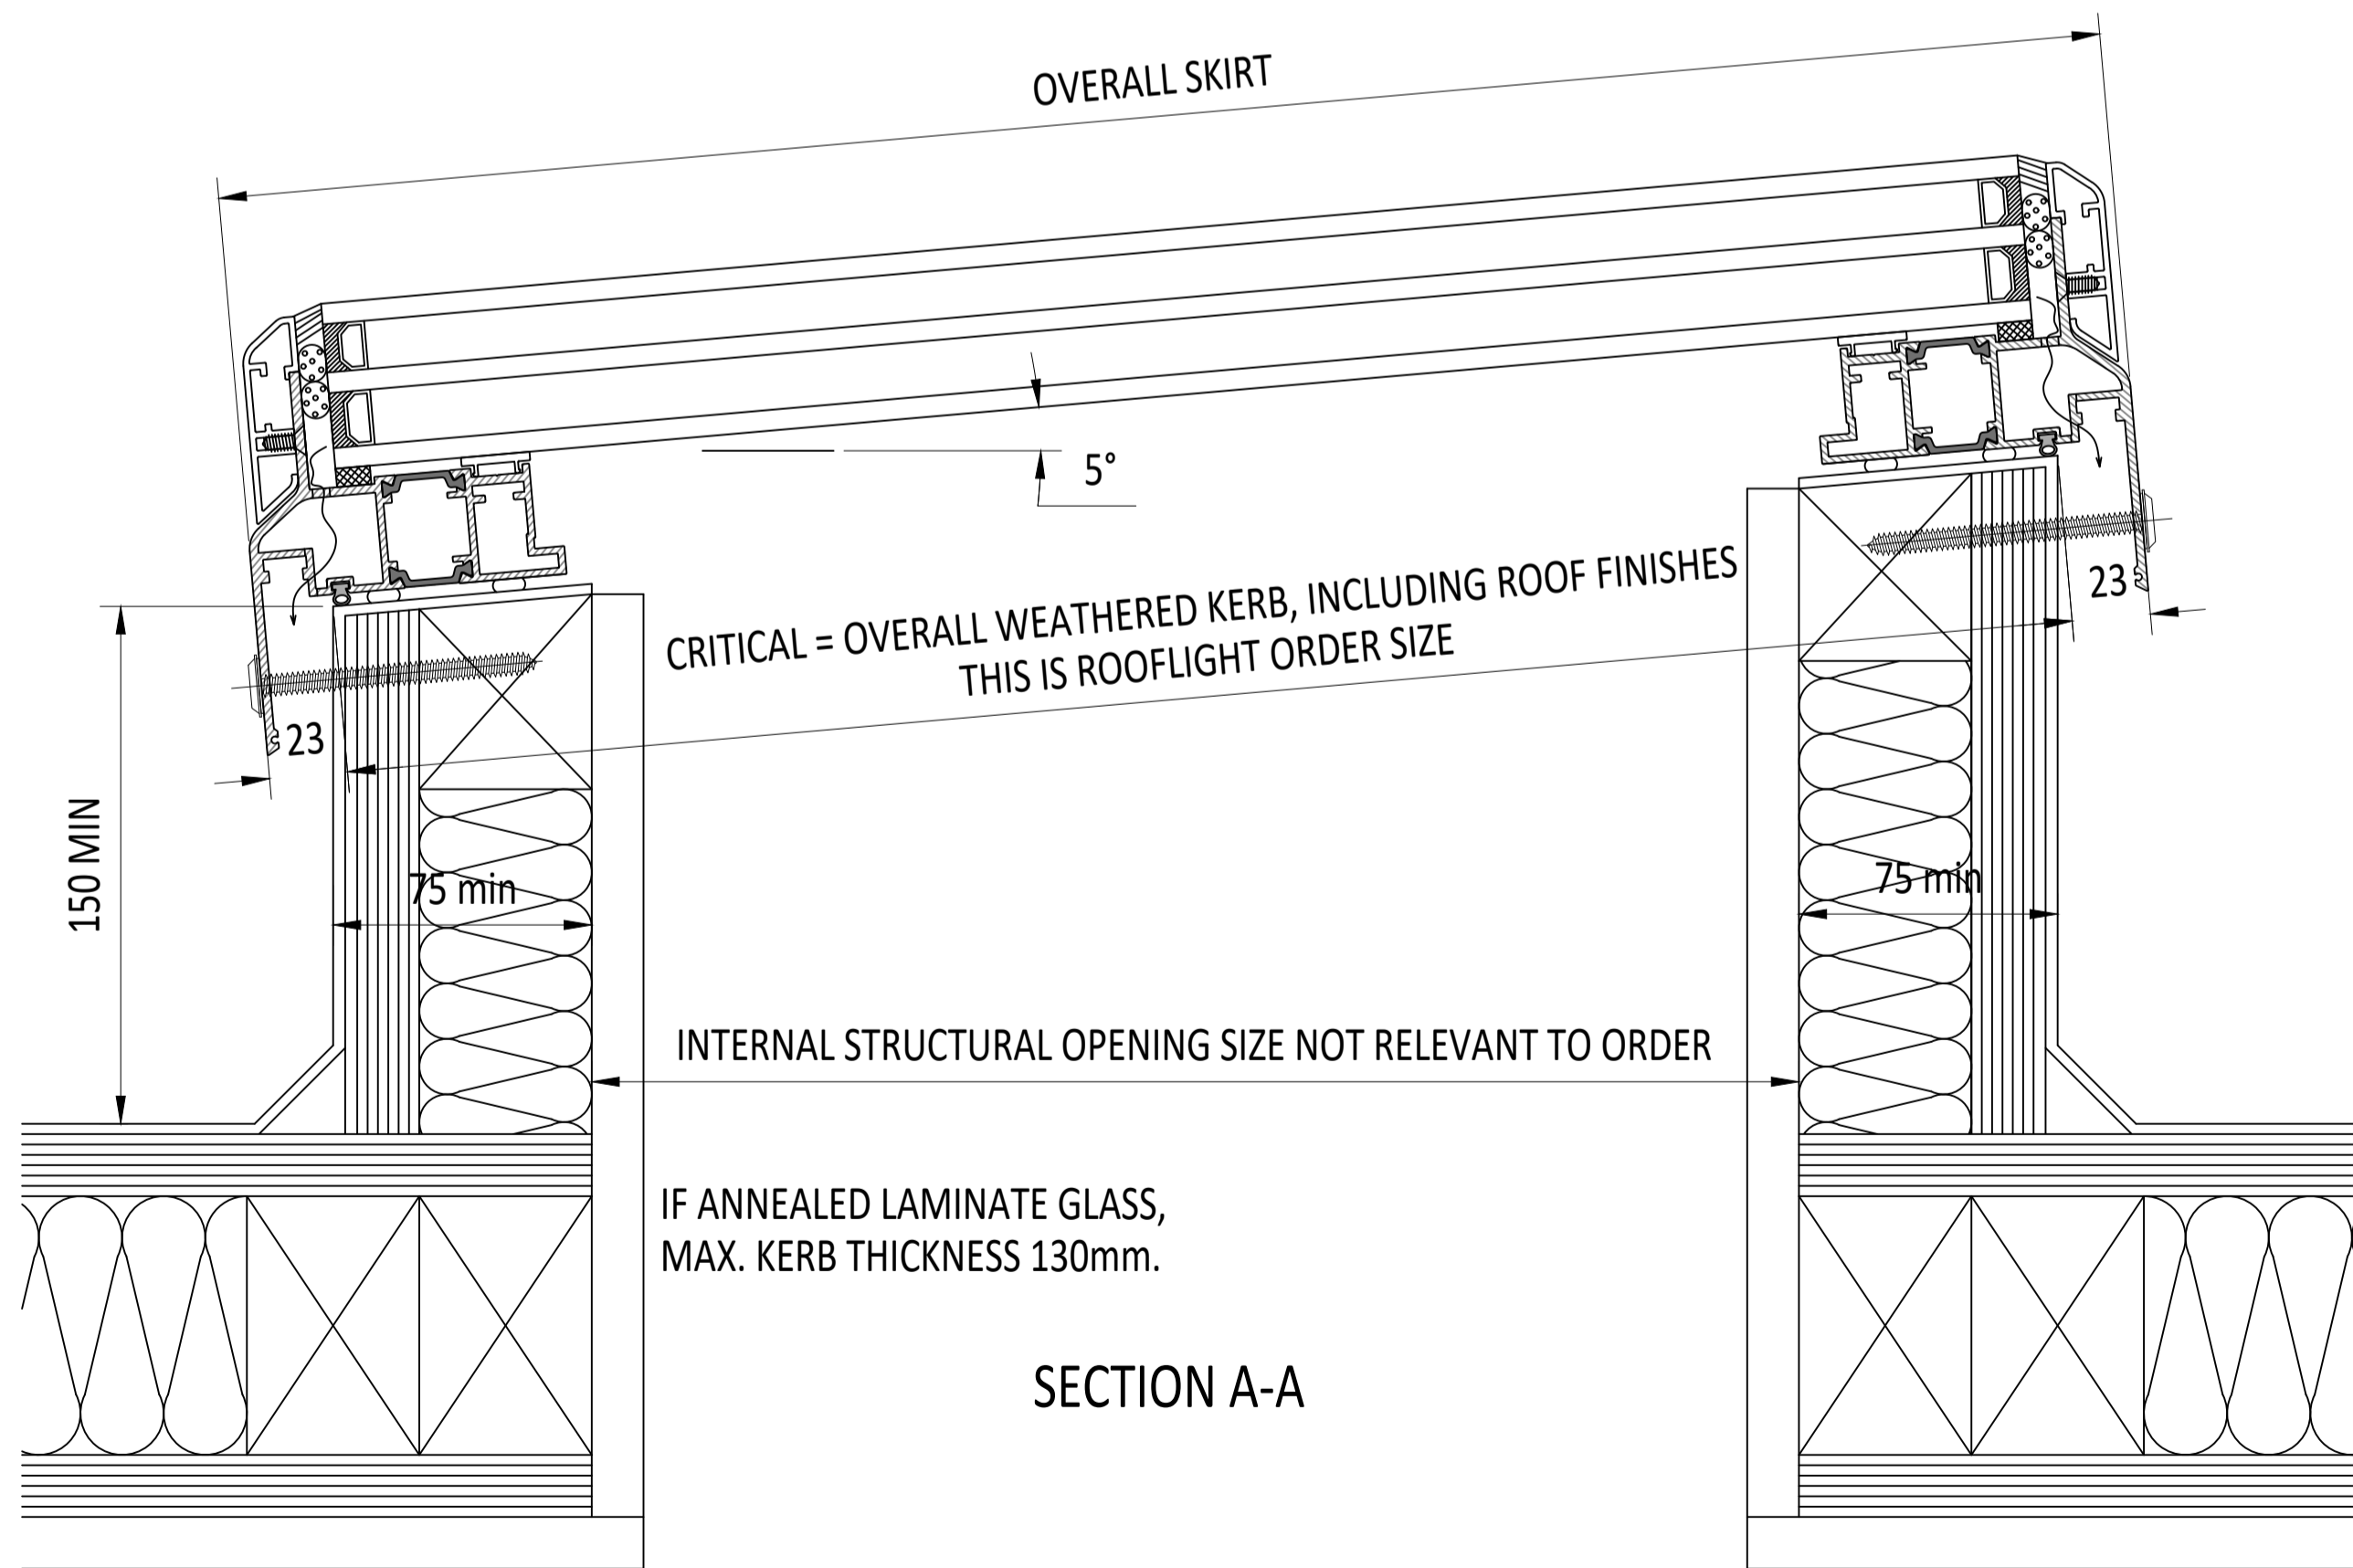 OVERALL SKIRT
5°
CRITICAL = OVERALL WEATHERED KERB, INCLUDING ROOF FINISHES
THIS IS ROOFLIGHT ORDER SIZE
23
23
150 MIN
75 min
75 min
INTERNAL STRUCTURAL OPENING SIZE NOT RELEVANT TO ORDER
IF ANNEALED LAMINATE GLASS,
MAX. KERB THICKNESS 130mm.
SECTION A-A